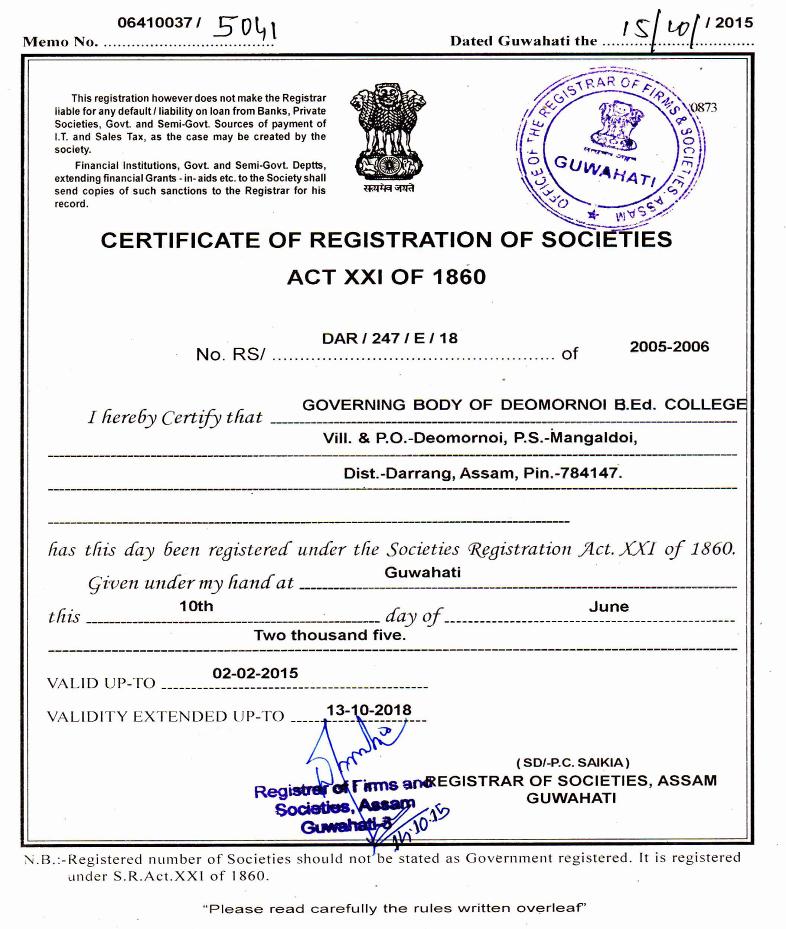 06410037 / 5041
Memo No. ........................
Dated Guwahati the 15/10/ 2015
This registration however does not make the Registrar
liable for any default / liability on loan from Banks, Private
Societies, Govt. and Semi-Govt. Sources of payment of
I.T. and Sales Tax, as the case may be created by the
society.
Financial Institutions, Govt. and Semi-Govt. Deptts,
extending financial Grants - in- aids etc. to the Society shall
send copies of such sanctions to the Registrar for his
record.
सत्यमेव जयते
OFFICE OF THE REGISTRAR OF FIRMS & SOCIETIES, ASSAM
GUWAHATI
0873
CERTIFICATE OF REGISTRATION OF SOCIETIES
ACT XXI OF 1860
No. RS/ DAR / 247 / E / 18 of 2005-2006
I hereby Certify that GOVERNING BODY OF DEOMORNOI B.Ed. COLLEGE
Vill. & P.O.-Deomornoi, P.S.-Mangaldoi,
Dist.-Darrang, Assam, Pin.-784147.
has this day been registered under the Societies Registration Act. XXI of 1860.
Given under my hand at Guwahati
this 10th day of June
Two thousand five.
VALID UP-TO 02-02-2015
VALIDITY EXTENDED UP-TO 13-10-2018
(SD/-P.C. SAIKIA)
REGISTRAR OF SOCIETIES, ASSAM
GUWAHATI
Registrar of Firms and
Societies, Assam
Guwahati-3
14.10.15
N.B.:-Registered number of Societies should not be stated as Government registered. It is registered
under S.R.Act.XXI of 1860.
"Please read carefully the rules written overleaf"